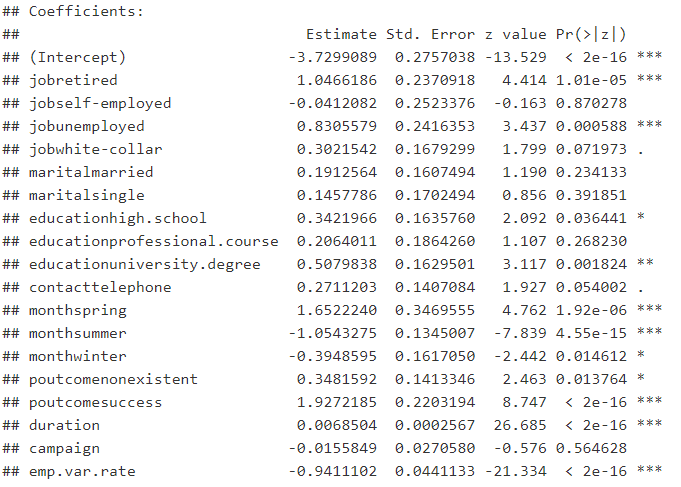 ## Coefficients:
##                               Estimate Std. Error z value Pr(>|z|)
## (Intercept)                 -3.7299089  0.2757038 -13.529  < 2e-16 ***
## jobretired                   1.0466186  0.2370918   4.414 1.01e-05 ***
## jobself-employed            -0.0412082  0.2523376  -0.163 0.870278
## jobunemployed                0.8305579  0.2416353   3.437 0.000588 ***
## jobwhite-collar              0.3021542  0.1679299   1.799 0.071973 .
## maritalmarried               0.1912564  0.1607494   1.190 0.234133
## maritalsingle                0.1457786  0.1702494   0.856 0.391851
## educationhigh.school         0.3421966  0.1635760   2.092 0.036441 *
## educationprofessional.course 0.2064011  0.1864260   1.107 0.268230
## educationuniversity.degree   0.5079838  0.1629501   3.117 0.001824 **
## contacttelephone             0.2711203  0.1407084   1.927 0.054002 .
## monthspring                  1.6522240  0.3469555   4.762 1.92e-06 ***
## monthsummer                 -1.0543275  0.1345007  -7.839 4.55e-15 ***
## monthwinter                 -0.3948595  0.1617050  -2.442 0.014612 *
## poutcomenonexistent          0.3481592  0.1413346   2.463 0.013764 *
## poutcomesuccess              1.9272185  0.2203194   8.747  < 2e-16 ***
## duration                     0.0068504  0.0002567  26.685  < 2e-16 ***
## campaign                    -0.0155849  0.0270580  -0.576 0.564628
## emp.var.rate                -0.9411102  0.0441133 -21.334  < 2e-16 ***